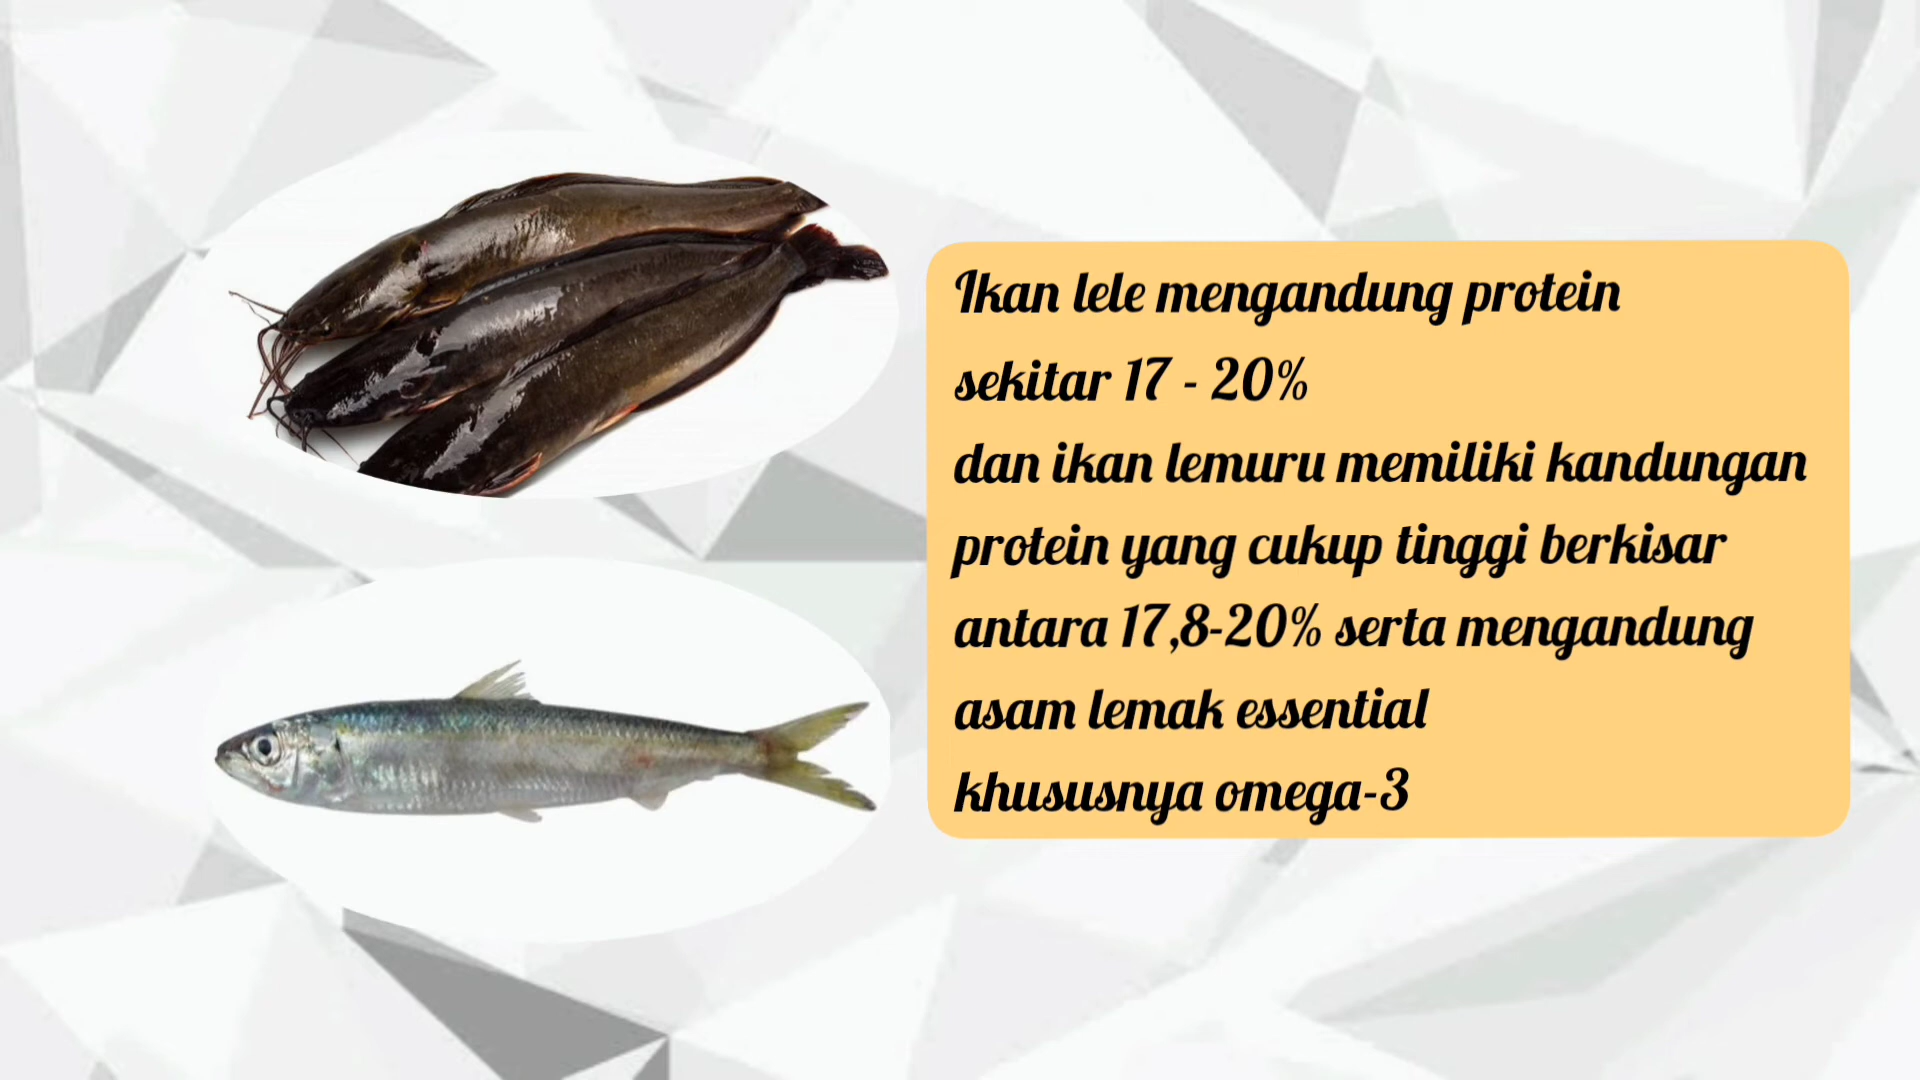 Ikan lele mengandung protein
sekitar 17 - 20%
dan ikan lemuru memiliki kandungan
protein yang cukup tinggi berkisar
antara 17,8-20% serta mengandung
asam lemak essential
khususnya omega-3